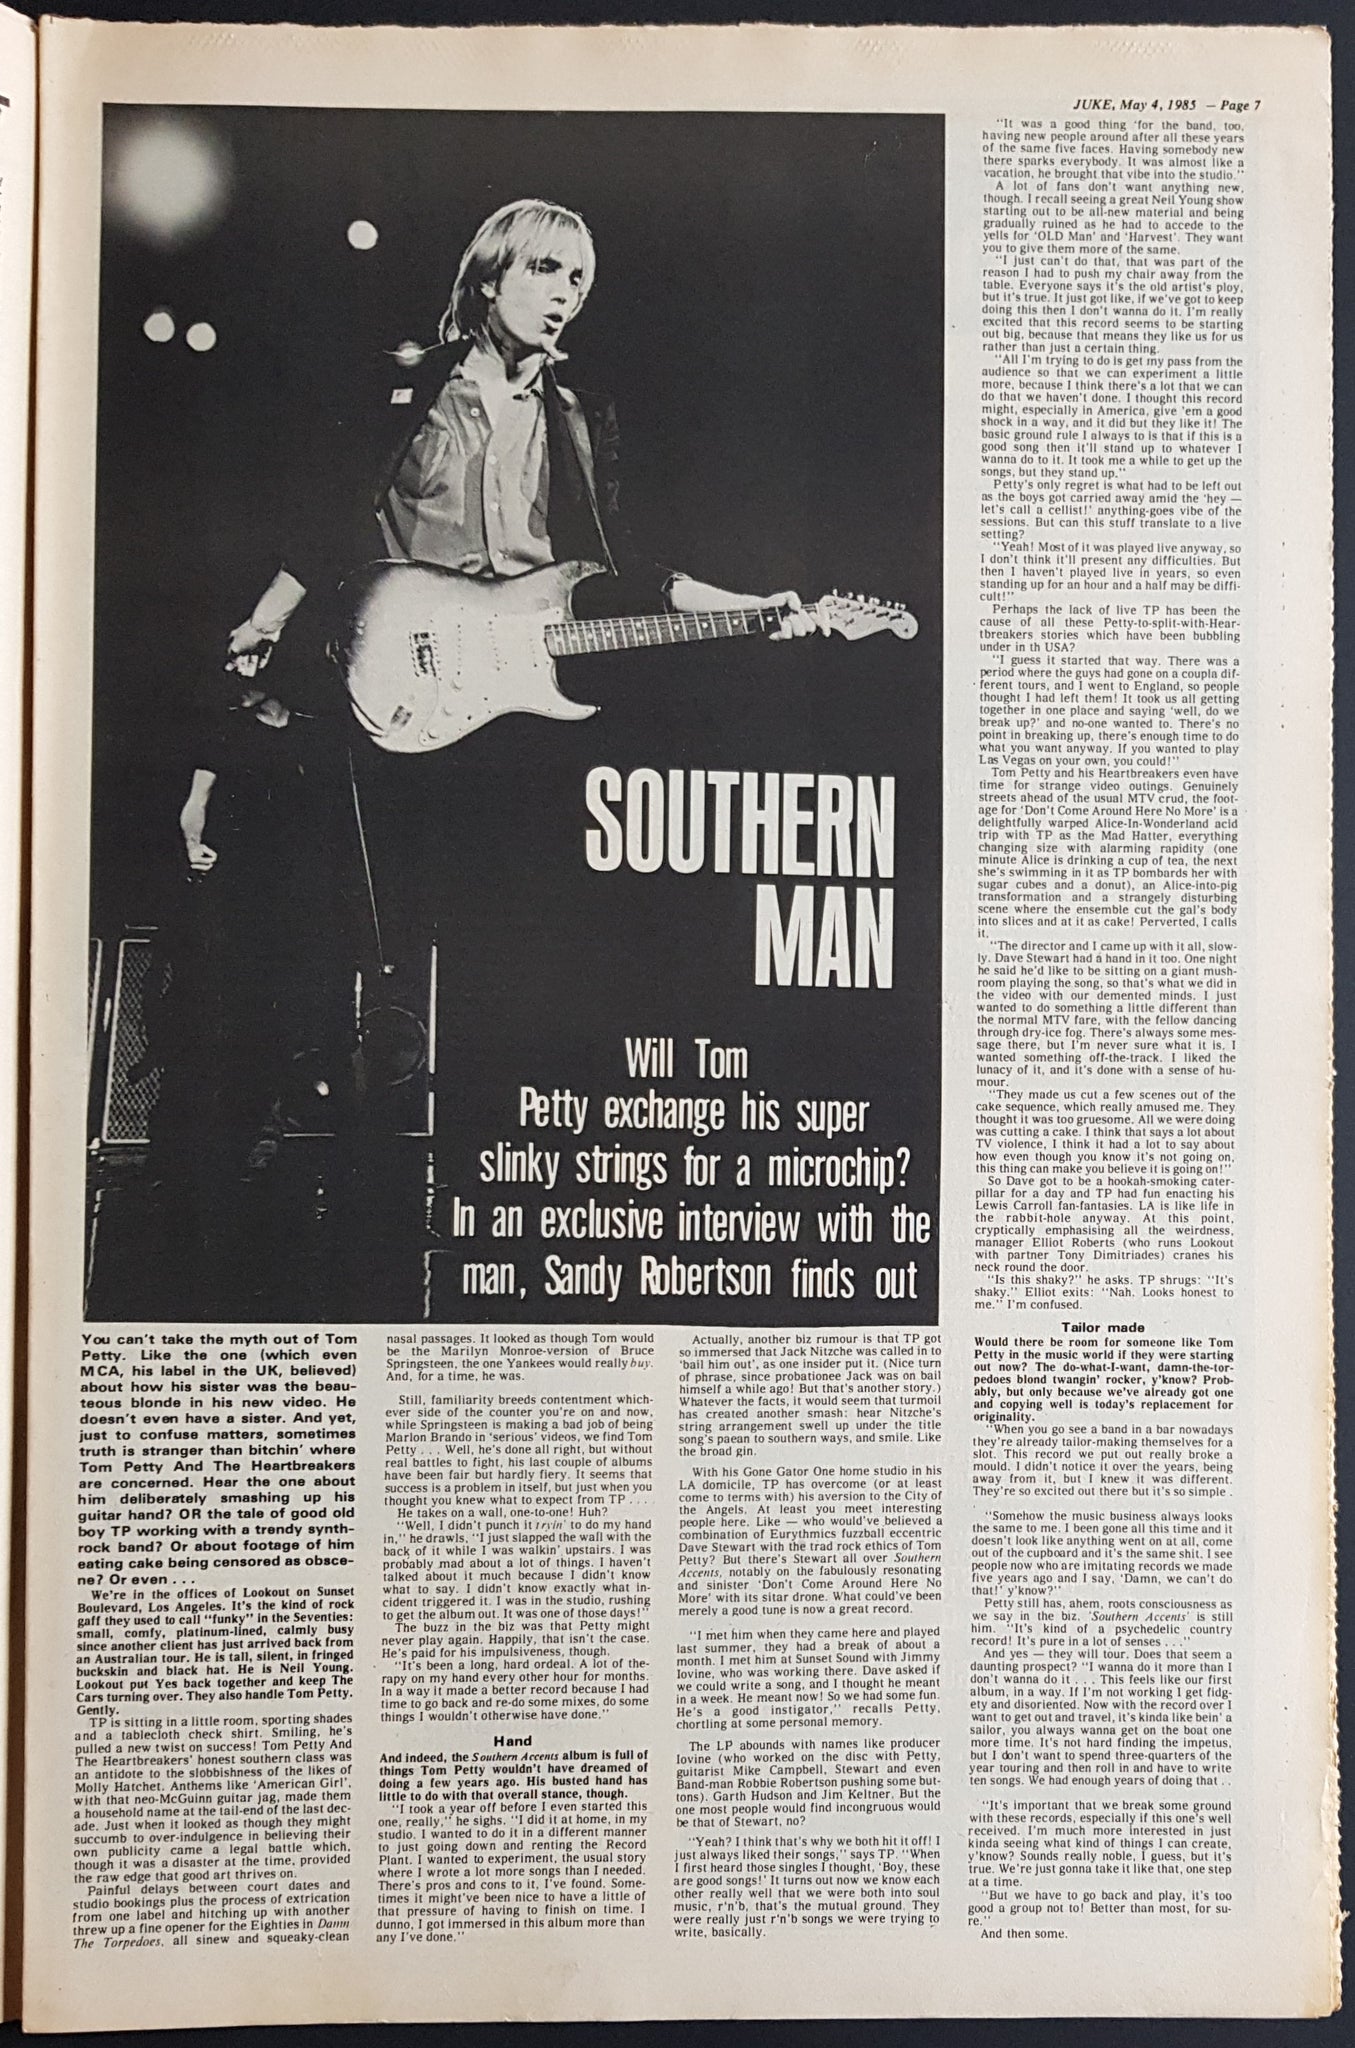 JUKE, May 4, 1985 — Page 7
SOUTHERN
MAN
Will Tom
Petty exchange his super
slinky strings for a microchip?
In an exclusive interview with the
man, Sandy Robertson finds out
You can't take the myth out of Tom
Petty. Like the one (which even
MCA, his label in the UK, believed)
about how his sister was the beau-
teous blonde in his new video. He
doesn't even have a sister. And yet,
just to confuse matters, sometimes
truth is stranger than bitchin' where
Tom Petty And The Heartbreakers
are concerned. Hear the one about
him deliberately smashing up his
guitar hand? OR the tale of good old
boy TP working with a trendy synth-
rock band? Or about footage of him
eating cake being censored as obsce-
ne? Or even . . .
We're in the offices of Lookout on Sunset
Boulevard, Los Angeles. It's the kind of rock
gaff they used to call "funky" in the Seventies:
small, comfy, platinum-lined, calmly busy
since another client has just arrived back from
an Australian tour. He is tall, silent, in fringed
buckskin and black hat. He is Neil Young.
Lookout put Yes back together and keep The
Cars turning over. They also handle Tom Petty.
Gently.
TP is sitting in a little room, sporting shades
and a tablecloth check shirt. Smiling, he's
pulled a new twist on success! Tom Petty And
The Heartbreakers' honest southern class was
an antidote to the slobbishness of the likes of
Molly Hatchet. Anthems like 'American Girl',
with that neo-McGuinn guitar jag, made them
a household name at the tail-end of the last dec-
ade. Just when it looked as though they might
succumb to over-indulgence in believing their
own publicity came a legal battle which,
though it was a disaster at the time, provided
the raw edge that good art thrives on.
Painful delays between court dates and
studio bookings plus the process of extrication
from one label and hitching up with another
threw up a fine opener for the Eighties in Damn
The Torpedoes, all sinew and squeaky-clean
nasal passages. It looked as though Tom would
be the Marilyn Monroe-version of Bruce
Springsteen, the one Yankees would really buy.
And, for a time, he was.
Still, familiarity breeds contentment which-
ever side of the counter you're on and now,
while Springsteen is making a bad job of being
Marlon Brando in 'serious' videos, we find Tom
Petty . . . Well, he's done all right, but without
real battles to fight, his last couple of albums
have been fair but hardly fiery. It seems that
success is a problem in itself, but just when you
thought you knew what to expect from TP . . . .
He takes on a wall, one-to-one! Huh?
"Well, I didn't punch it tryin' to do my hand
in," he drawls, "I just slapped the wall with the
back of it while I was walkin' upstairs. I was
probably mad about a lot of things. I haven't
talked about it much because I didn't know
what to say. I didn't know exactly what in-
cident triggered it. I was in the studio, rushing
to get the album out. It was one of those days!"
The buzz in the biz was that Petty might
never play again. Happily, that isn't the case.
He's paid for his impulsiveness, though.
"It's been a long, hard ordeal. A lot of the-
rapy on my hand every other hour for months.
In a way it made a better record because I had
time to go back and re-do some mixes, do some
things I wouldn't otherwise have done."
Hand
And indeed, the Southern Accents album is full of
things Tom Petty wouldn't have dreamed of
doing a few years ago. His busted hand has
little to do with that overall stance, though.
"I took a year off before I even started this
one, really," he sighs. "I did it at home, in my
studio. I wanted to do it in a different manner
to just going down and renting the Record
Plant. I wanted to experiment, the usual story
where I wrote a lot more songs than I needed.
There's pros and cons to it, I've found. Some-
times it might've been nice to have a little of
that pressure of having to finish on time. I
dunno, I got immersed in this album more than
any I've done."
Actually, another biz rumour is that TP got
so immersed that Jack Nitzche was called in to
'bail him out', as one insider put it. (Nice turn
of phrase, since probationee Jack was on bail
himself a while ago! But that's another story.)
Whatever the facts, it would seem that turmoil
has created another smash: hear Nitzche's
string arrangement swell up under the title
song's paean to southern ways, and smile. Like
the broad gin.
With his Gone Gator One home studio in his
LA domicile, TP has overcome (or at least
come to terms with) his aversion to the City of
the Angels. At least you meet interesting
people here. Like — who would've believed a
combination of Eurythmics fuzzball eccentric
Dave Stewart with the trad rock ethics of Tom
Petty? But there's Stewart all over Southern
Accents, notably on the fabulously resonating
and sinister 'Don't Come Around Here No
More' with its sitar drone. What could've been
merely a good tune is now a great record.
"I met him when they came here and played
last summer, they had a break of about a
month. I met him at Sunset Sound with Jimmy
Iovine, who was working there. Dave asked if
we could write a song, and I thought he meant
in a week. He meant now! So we had some fun.
He's a good instigator," recalls Petty,
chortling at some personal memory.
The LP abounds with names like producer
Iovine (who worked on the disc with Petty,
guitarist Mike Campbell, Stewart and even
Band-man Robbie Robertson pushing some but-
tons). Garth Hudson and Jim Keltner. But the
one most people would find incongruous would
be that of Stewart, no?
"Yeah? I think that's why we both hit it off! I
just always liked their songs," says TP. "When
I first heard those singles I thought, 'Boy, these
are good songs!' It turns out now we know each
other really well that we were both into soul
music, r'n'b, that's the mutual ground. They
were really just r'n'b songs we were trying to
write, basically.
"It was a good thing 'for the band, too,
having new people around after all these years
of the same five faces. Having somebody new
there sparks everybody. It was almost like a
vacation, he brought that vibe into the studio."
A lot of fans don't want anything new,
though. I recall seeing a great Neil Young show
starting out to be all-new material and being
gradually ruined as he had to accede to the
yells for 'OLD Man' and 'Harvest'. They want
you to give them more of the same.
"I just can't do that, that was part of the
reason I had to push my chair away from the
table. Everyone says it's the old artist's ploy,
but it's true. It just got like, if we've got to keep
doing this then I don't wanna do it. I'm really
excited that this record seems to be starting
out big, because that means they like us for us
rather than just a certain thing.
"All I'm trying to do is get my pass from the
audience so that we can experiment a little
more, because I think there's a lot that we can
do that we haven't done. I thought this record
might, especially in America, give 'em a good
shock in a way, and it did but they like it! The
basic ground rule I always to is that if this is a
good song then it'll stand up to whatever I
wanna do to it. It took me a while to get up the
songs, but they stand up."
Petty's only regret is what had to be left out
as the boys got carried away amid the 'hey —
let's call a cellist!' anything-goes vibe of the
sessions. But can this stuff translate to a live
setting?
"Yeah! Most of it was played live anyway, so
I don't think it'll present any difficulties. But
then I haven't played live in years, so even
standing up for an hour and a half may be diffi-
cult!"
Perhaps the lack of live TP has been the
cause of all these Petty-to-split-with-Hear-
tbreakers stories which have been bubbling
under in th USA?
"I guess it started that way. There was a
period where the guys had gone on a coupla dif-
ferent tours, and I went to England, so people
thought I had left them! It took us all getting
together in one place and saying 'well, do we
break up?' and no-one wanted to. There's no
point in breaking up, there's enough time to do
what you want anyway. If you wanted to play
Las Vegas on your own, you could!"
Tom Petty and his Heartbreakers even have
time for strange video outings. Genuinely
streets ahead of the usual MTV crud, the foot-
age for 'Don't Come Around Here No More' is a
delightfully warped Alice-In-Wonderland acid
trip with TP as the Mad Hatter, everything
changing size with alarming rapidity (one
minute Alice is drinking a cup of tea, the next
she's swimming in it as TP bombards her with
sugar cubes and a donut), an Alice-into-pig
transformation and a strangely disturbing
scene where the ensemble cut the gal's body
into slices and at it as cake! Perverted, I calls
it.
"The director and I came up with it all, slow-
ly. Dave Stewart had a hand in it too. One night
he said he'd like to be sitting on a giant mush-
room playing the song, so that's what we did in
the video with our demented minds. I just
wanted to do something a little different than
the normal MTV fare, with the fellow dancing
through dry-ice fog. There's always some mes-
sage there, but I'm never sure what it is. I
wanted something off-the-track. I liked the
lunacy of it, and it's done with a sense of hu-
mour.
"They made us cut a few scenes out of the
cake sequence, which really amused me. They
thought it was too gruesome. All we were doing
was cutting a cake. I think that says a lot about
TV violence, I think it had a lot to say about
how even though you know it's not going on,
this thing can make you believe it is going on!"
So Dave got to be a hookah-smoking cater-
pillar for a day and TP had fun enacting his
Lewis Carroll fan-fantasies. LA is like life in
the rabbit-hole anyway. At this point,
cryptically emphasising all the weirdness,
manager Elliot Roberts (who runs Lookout
with partner Tony Dimitriades) cranes his
neck round the door.
"Is this shaky?" he asks. TP shrugs: "It's
shaky." Elliot exits: "Nah. Looks honest to
me." I'm confused.
Tailor made
Would there be room for someone like Tom
Petty in the music world if they were starting
out now? The do-what-I-want, damn-the-tor-
pedoes blond twangin' rocker, y'know? Prob-
ably, but only because we've already got one
and copying well is today's replacement for
originality.
"When you go see a band in a bar nowadays
they're already tailor-making themselves for a
slot. This record we put out really broke a
mould. I didn't notice it over the years, being
away from it, but I knew it was different.
They're so excited out there but it's so simple .
"Somehow the music business always looks
the same to me. I been gone all this time and it
doesn't look like anything went on at all, come
come out of the cupboard and it's the same shit. I see
people now who are imitating records we made
five years ago and I say, 'Damn, we can't do
that!' y'know?"
Petty still has, ahem, roots consciousness as
we say in the biz. 'Southern Accents' is still
him. "It's kind of a psychedelic country
record! It's pure in a lot of senses . . ."
And yes — they will tour. Does that seem a
daunting prospect? "I wanna do it more than I
don't wanna do it . . . This feels like our first
album, in a way. If I'm not working I get fidg-
ety and disoriented. Now with the record over I
want to get out and travel, it's kinda like bein' a
sailor, you always wanna get on the boat one
more time. It's not hard finding the impetus,
but I don't want to spend three-quarters of the
year touring and then roll in and have to write
ten songs. We had enough years of doing that . .
"It's important that we break some ground
with these records, especially if this one's well
received. I'm much more interested in just
kinda seeing what kind of things I can create,
y'know? Sounds really noble, I guess, but it's
true. We're just gonna take it like that, one step
at a time.
"But we have to go back and play, it's too
good a group not to! Better than most, for su-
re."
And then some.